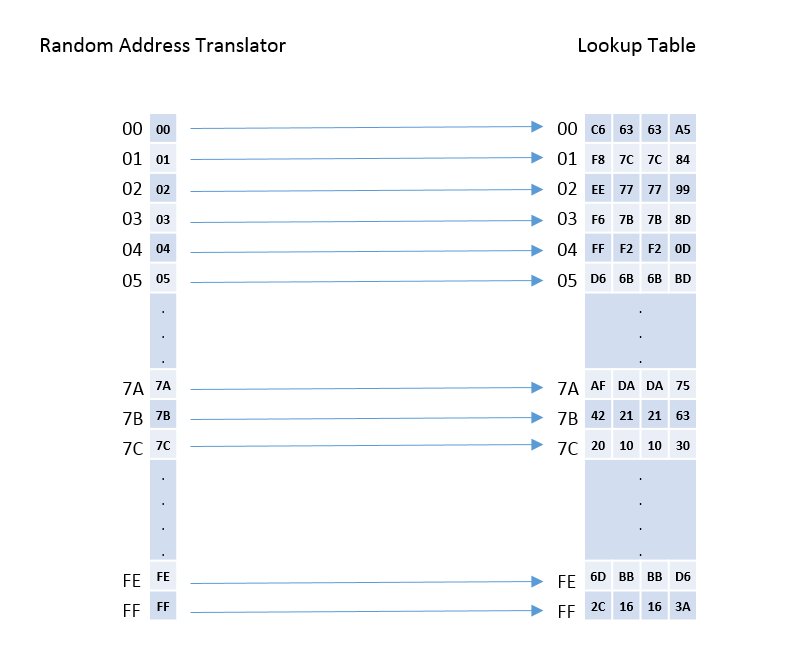 Random Address Translator Lookup Table
00 00 00 C6 63 63 A5
01 01 01 F8 7C 7C 84
02 02 02 EE 77 77 99
03 03 03 F6 7B 7B 8D
04 04 04 FF F2 F2 0D
05 05 05 D6 6B 6B BD
. .
. .
. .
7A 7A 7A AF DA DA 75
7B 7B 7B 42 21 21 63
7C 7C 7C 20 10 10 30
. .
. .
. .
. .
FE FE FE 6D BB BB D6
FF FF FF 2C 16 16 3A